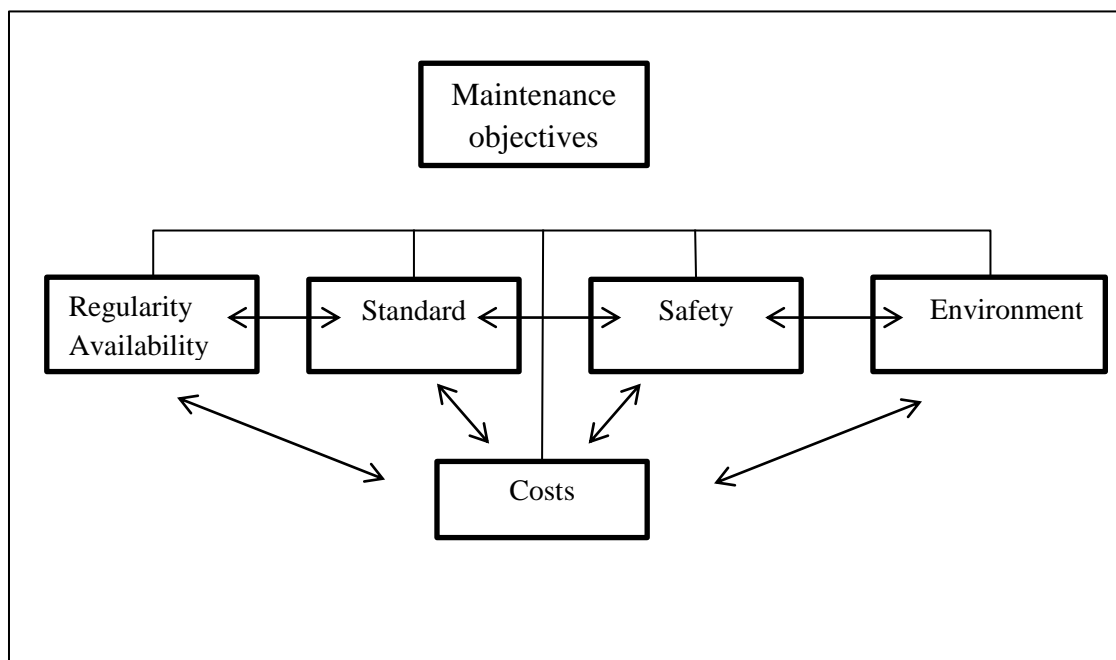 Maintenance
objectives
Regularity
Availability
Standard
Safety
Environment
Costs